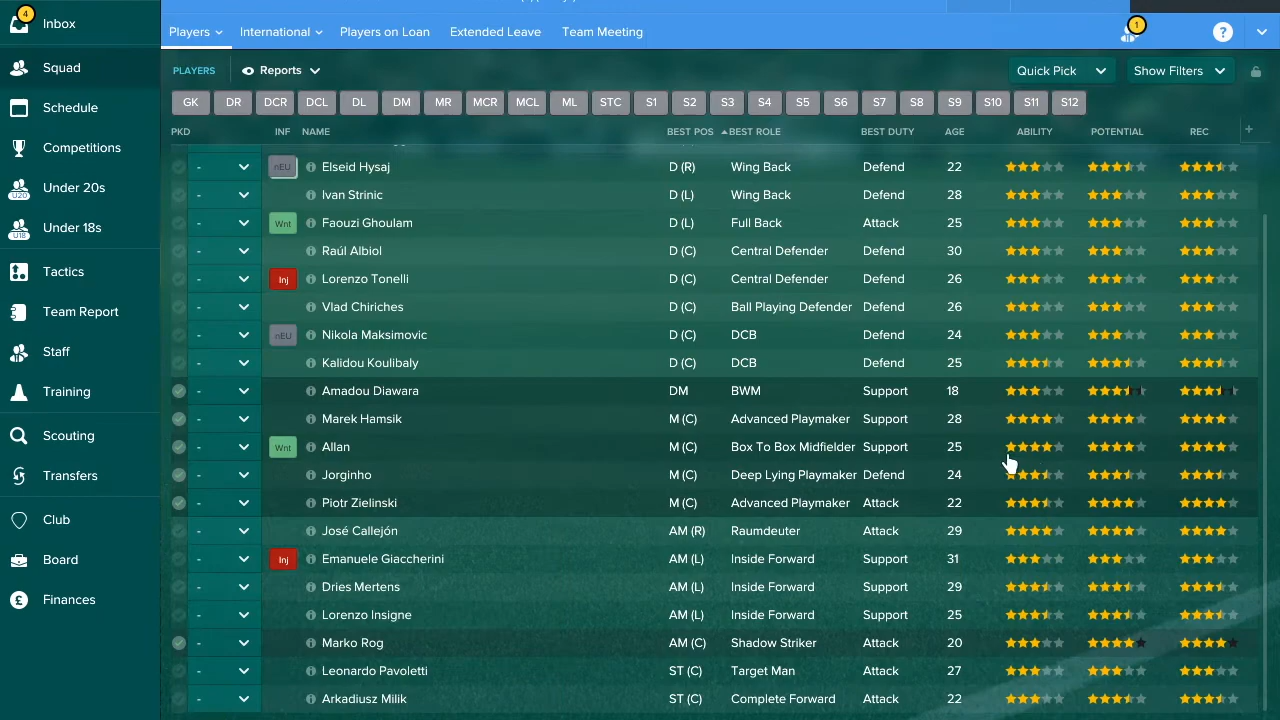 4
Inbox
Squad
Schedule
Competitions
U20
Under 20s
U18
Under 18s
Tactics
Team Report
Staff
Training
Scouting
Transfers
Club
Board
£ Finances
Players International Players on Loan Extended Leave Team Meeting 1 ?
PLAYERS Reports Quick Pick Show Filters
GK DR DCR DCL DL DM MR MCR MCL ML STC S1 S2 S3 S4 S5 S6 S7 S8 S9 S10 S11 S12
PKD INF NAME BEST POS BEST ROLE BEST DUTY AGE ABILITY POTENTIAL REC +
- nEU Elseid Hysaj D (R) Wing Back Defend 22
- Ivan Strinic D (L) Wing Back Defend 28
- Wnt Faouzi Ghoulam D (L) Full Back Attack 25
- Raúl Albiol D (C) Central Defender Defend 30
- Inj Lorenzo Tonelli D (C) Central Defender Defend 26
- Vlad Chiriches D (C) Ball Playing Defender Defend 26
- nEU Nikola Maksimovic D (C) DCB Defend 24
- Kalidou Koulibaly D (C) DCB Defend 25
- Amadou Diawara DM BWM Support 18
- Marek Hamsik M (C) Advanced Playmaker Support 28
- Wnt Allan M (C) Box To Box Midfielder Support 25
- Jorginho M (C) Deep Lying Playmaker Defend 24
- Piotr Zielinski M (C) Advanced Playmaker Attack 22
- José Callejón AM (R) Raumdeuter Attack 29
- Inj Emanuele Giaccherini AM (L) Inside Forward Support 31
- Dries Mertens AM (L) Inside Forward Support 29
- Lorenzo Insigne AM (L) Inside Forward Support 25
- Marko Rog AM (C) Shadow Striker Attack 20
- Leonardo Pavoletti ST (C) Target Man Attack 27
- Arkadiusz Milik ST (C) Complete Forward Attack 22